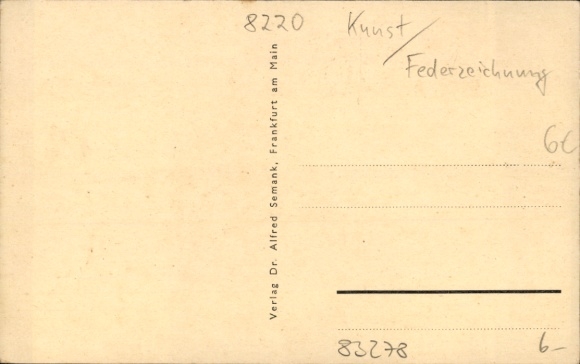 8220
Kunst/
Federzeichnung
6€
Verlag Dr. Alfred Semank, Frankfurt am Main
83278
6-